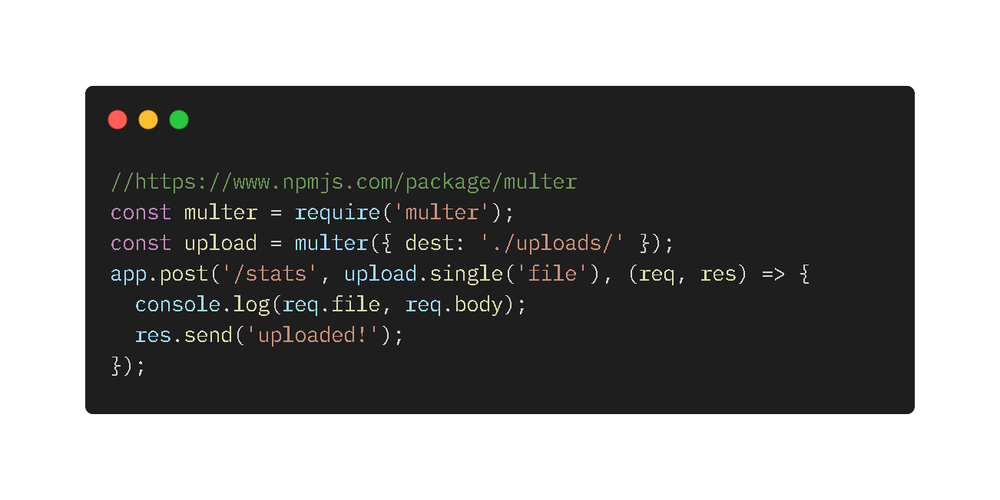 //https://www.npmjs.com/package/multer
const multer = require('multer');
const upload = multer({ dest: './uploads/' });
app.post('/stats', upload.single('file'), (req, res) => {
  console.log(req.file, req.body);
  res.send('uploaded!');
});